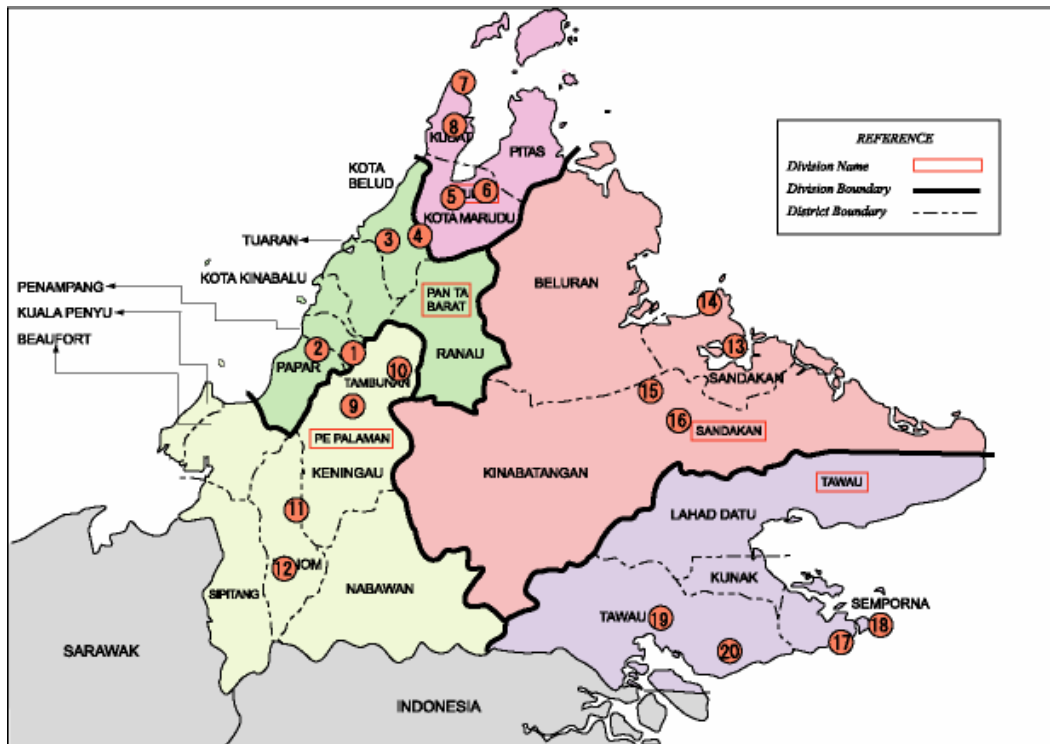 7
8
KUDAT
PITAS
REFERENCE
Division Name
Division Boundary
District Boundary
KOTA
BELUD
5
6
KOTA MARUDU
TUARAN
3
4
KOTA KINABALU
BELURAN
PENAMPANG
KUALA PENYU
BEAUFORT
PAN TA
BARAT
14
13
2
1
RANAU
PAPAR
10
TAMBUNAN
SANDAKAN
9
15
16
SANDAKAN
PE PALAMAN
KENINGAU
KINABATANGAN
TAWAU
11
LAHAD DATU
12
NOM
SIPITANG
NABAWAN
KUNAK
SEMPORNA
TAWAU
19
18
17
20
SARAWAK
INDONESIA